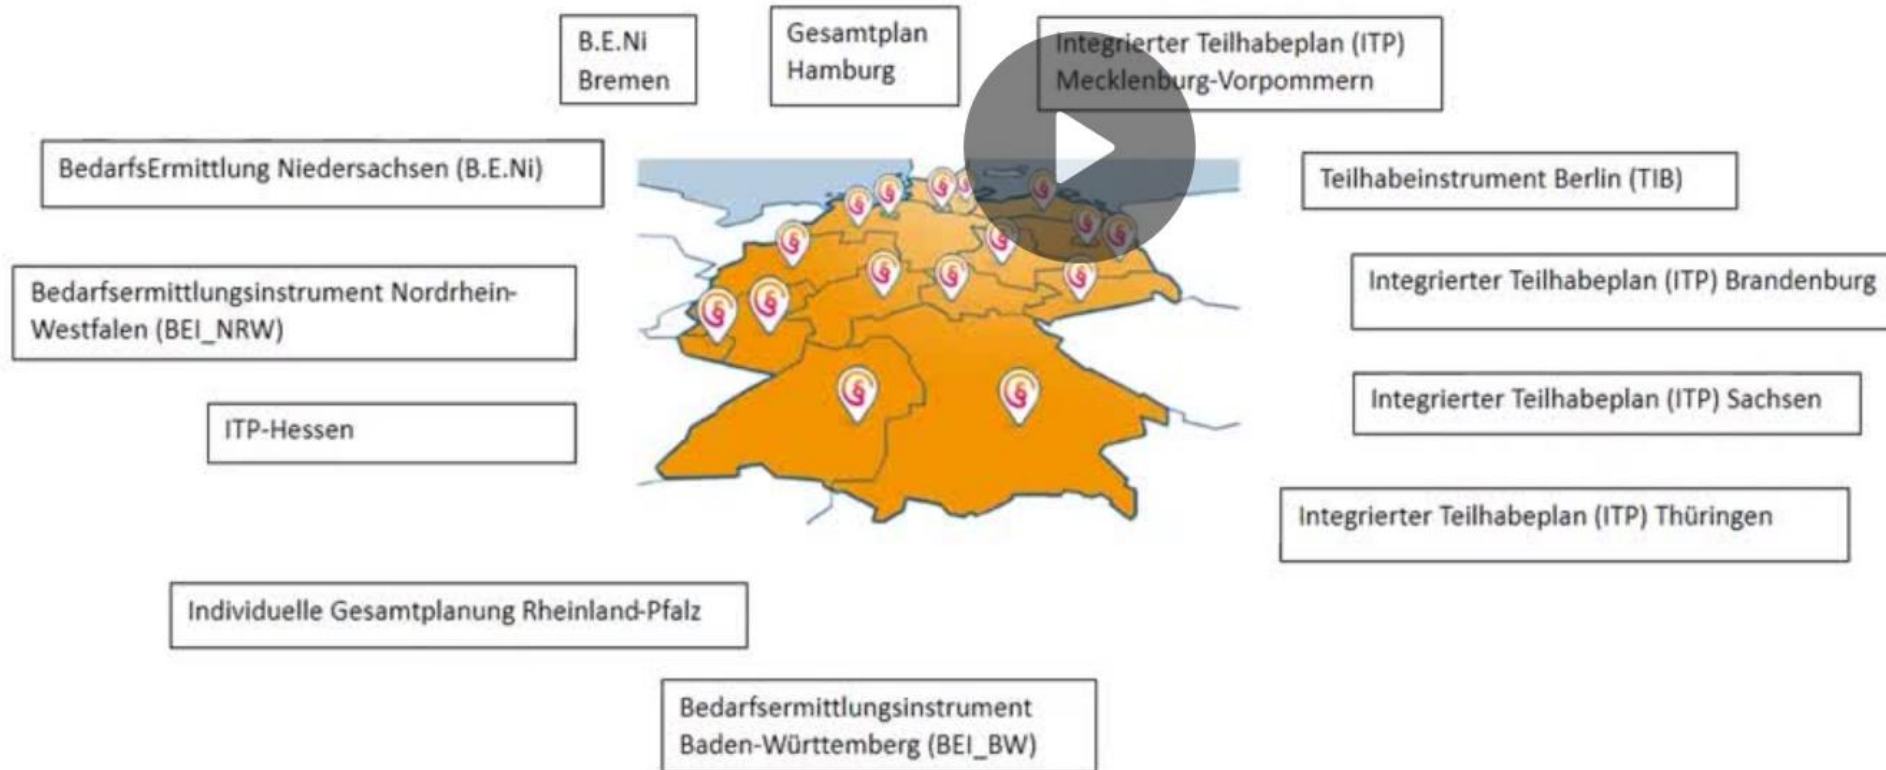 B.E.Ni
Bremen
Gesamtplan
Hamburg
Integrierter Teilhabeplan (ITP)
Mecklenburg-Vorpommern
BedarfsErmittlung Niedersachsen (B.E.Ni)
Teilhabeinstrument Berlin (TIB)
Bedarfsermittlungsinstrument Nordrhein-
Westfalen (BEI_NRW)
Integrierter Teilhabeplan (ITP) Brandenburg
ITP-Hessen
Integrierter Teilhabeplan (ITP) Sachsen
Integrierter Teilhabeplan (ITP) Thüringen
Individuelle Gesamtplanung Rheinland-Pfalz
Bedarfsermittlungsinstrument
Baden-Württemberg (BEI_BW)